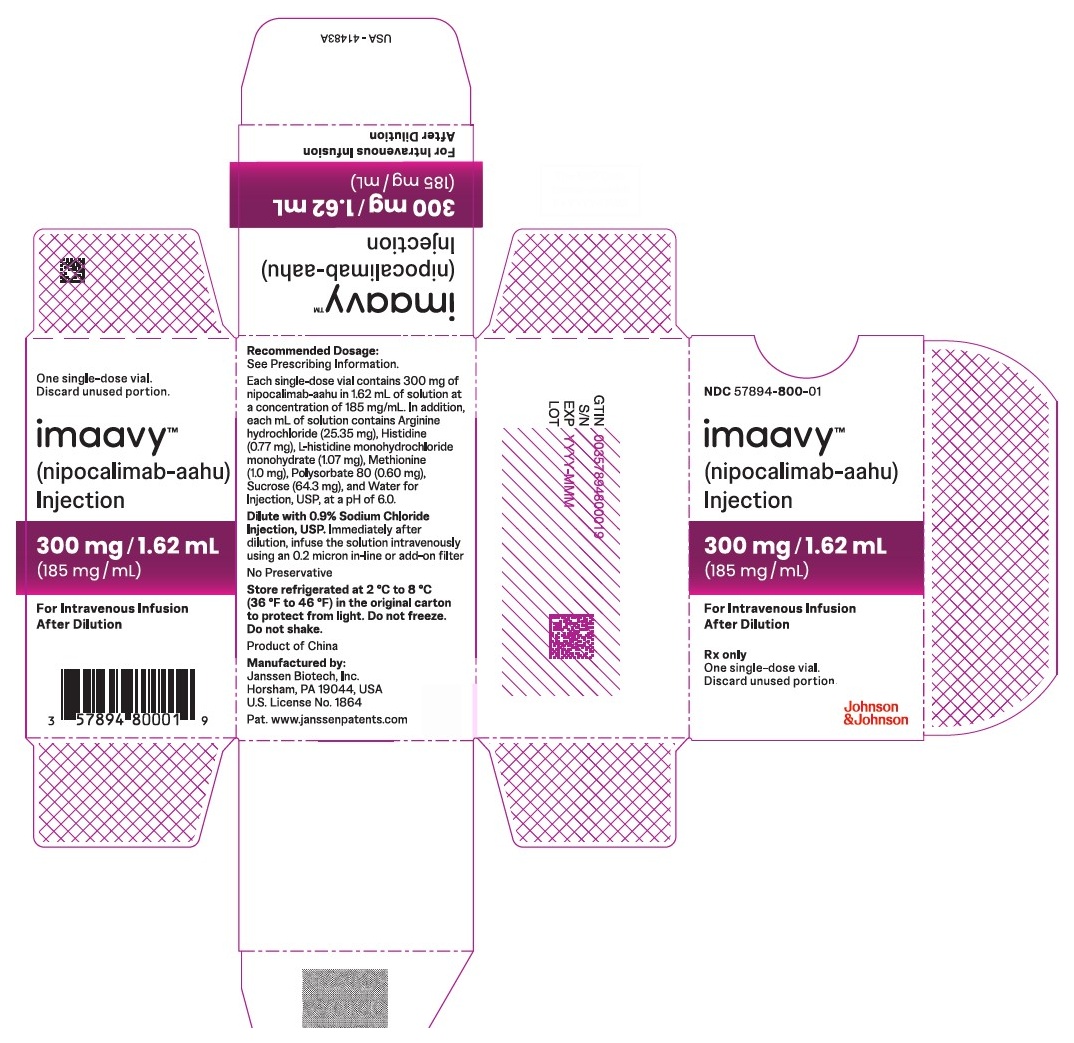 USA - 41483A
For Intravenous Infusion
After Dilution
300 mg / 1.62 mL
(185 mg / mL)
imaavy™
(nipocalimab-aahu)
Injection
One single-dose vial.
Discard unused portion.
imaavy™
(nipocalimab-aahu)
Injection
300 mg / 1.62 mL
(185 mg / mL)
For Intravenous Infusion
After Dilution
3 57894 80001 9
Recommended Dosage:
See Prescribing Information.
Each single-dose vial contains 300 mg of
nipocalimab-aahu in 1.62 mL of solution at
a concentration of 185 mg/mL. In addition,
each mL of solution contains Arginine
hydrochloride (25.35 mg), Histidine
(0.77 mg), L-histidine monohydrochloride
monohydrate (1.07 mg), Methionine
(1.0 mg), Polysorbate 80 (0.60 mg),
Sucrose (64.3 mg), and Water for
Injection, USP, at a pH of 6.0.
Dilute with 0.9% Sodium Chloride
Injection, USP. Immediately after
dilution, infuse the solution intravenously
using an 0.2 micron in-line or add-on filter
No Preservative
Store refrigerated at 2 °C to 8 °C
(36 °F to 46 °F) in the original carton
to protect from light. Do not freeze.
Do not shake.
Product of China
Manufactured by:
Janssen Biotech, Inc.
Horsham, PA 19044, USA
U.S. License No. 1864
Pat. www.janssenpatents.com
GTIN 00357894800019
S/N
EXP YYYY-MMM
LOT
NDC 57894-800-01
imaavy™
(nipocalimab-aahu)
Injection
300 mg / 1.62 mL
(185 mg / mL)
For Intravenous Infusion
After Dilution
Rx only
One single-dose vial.
Discard unused portion.
Johnson
&Johnson